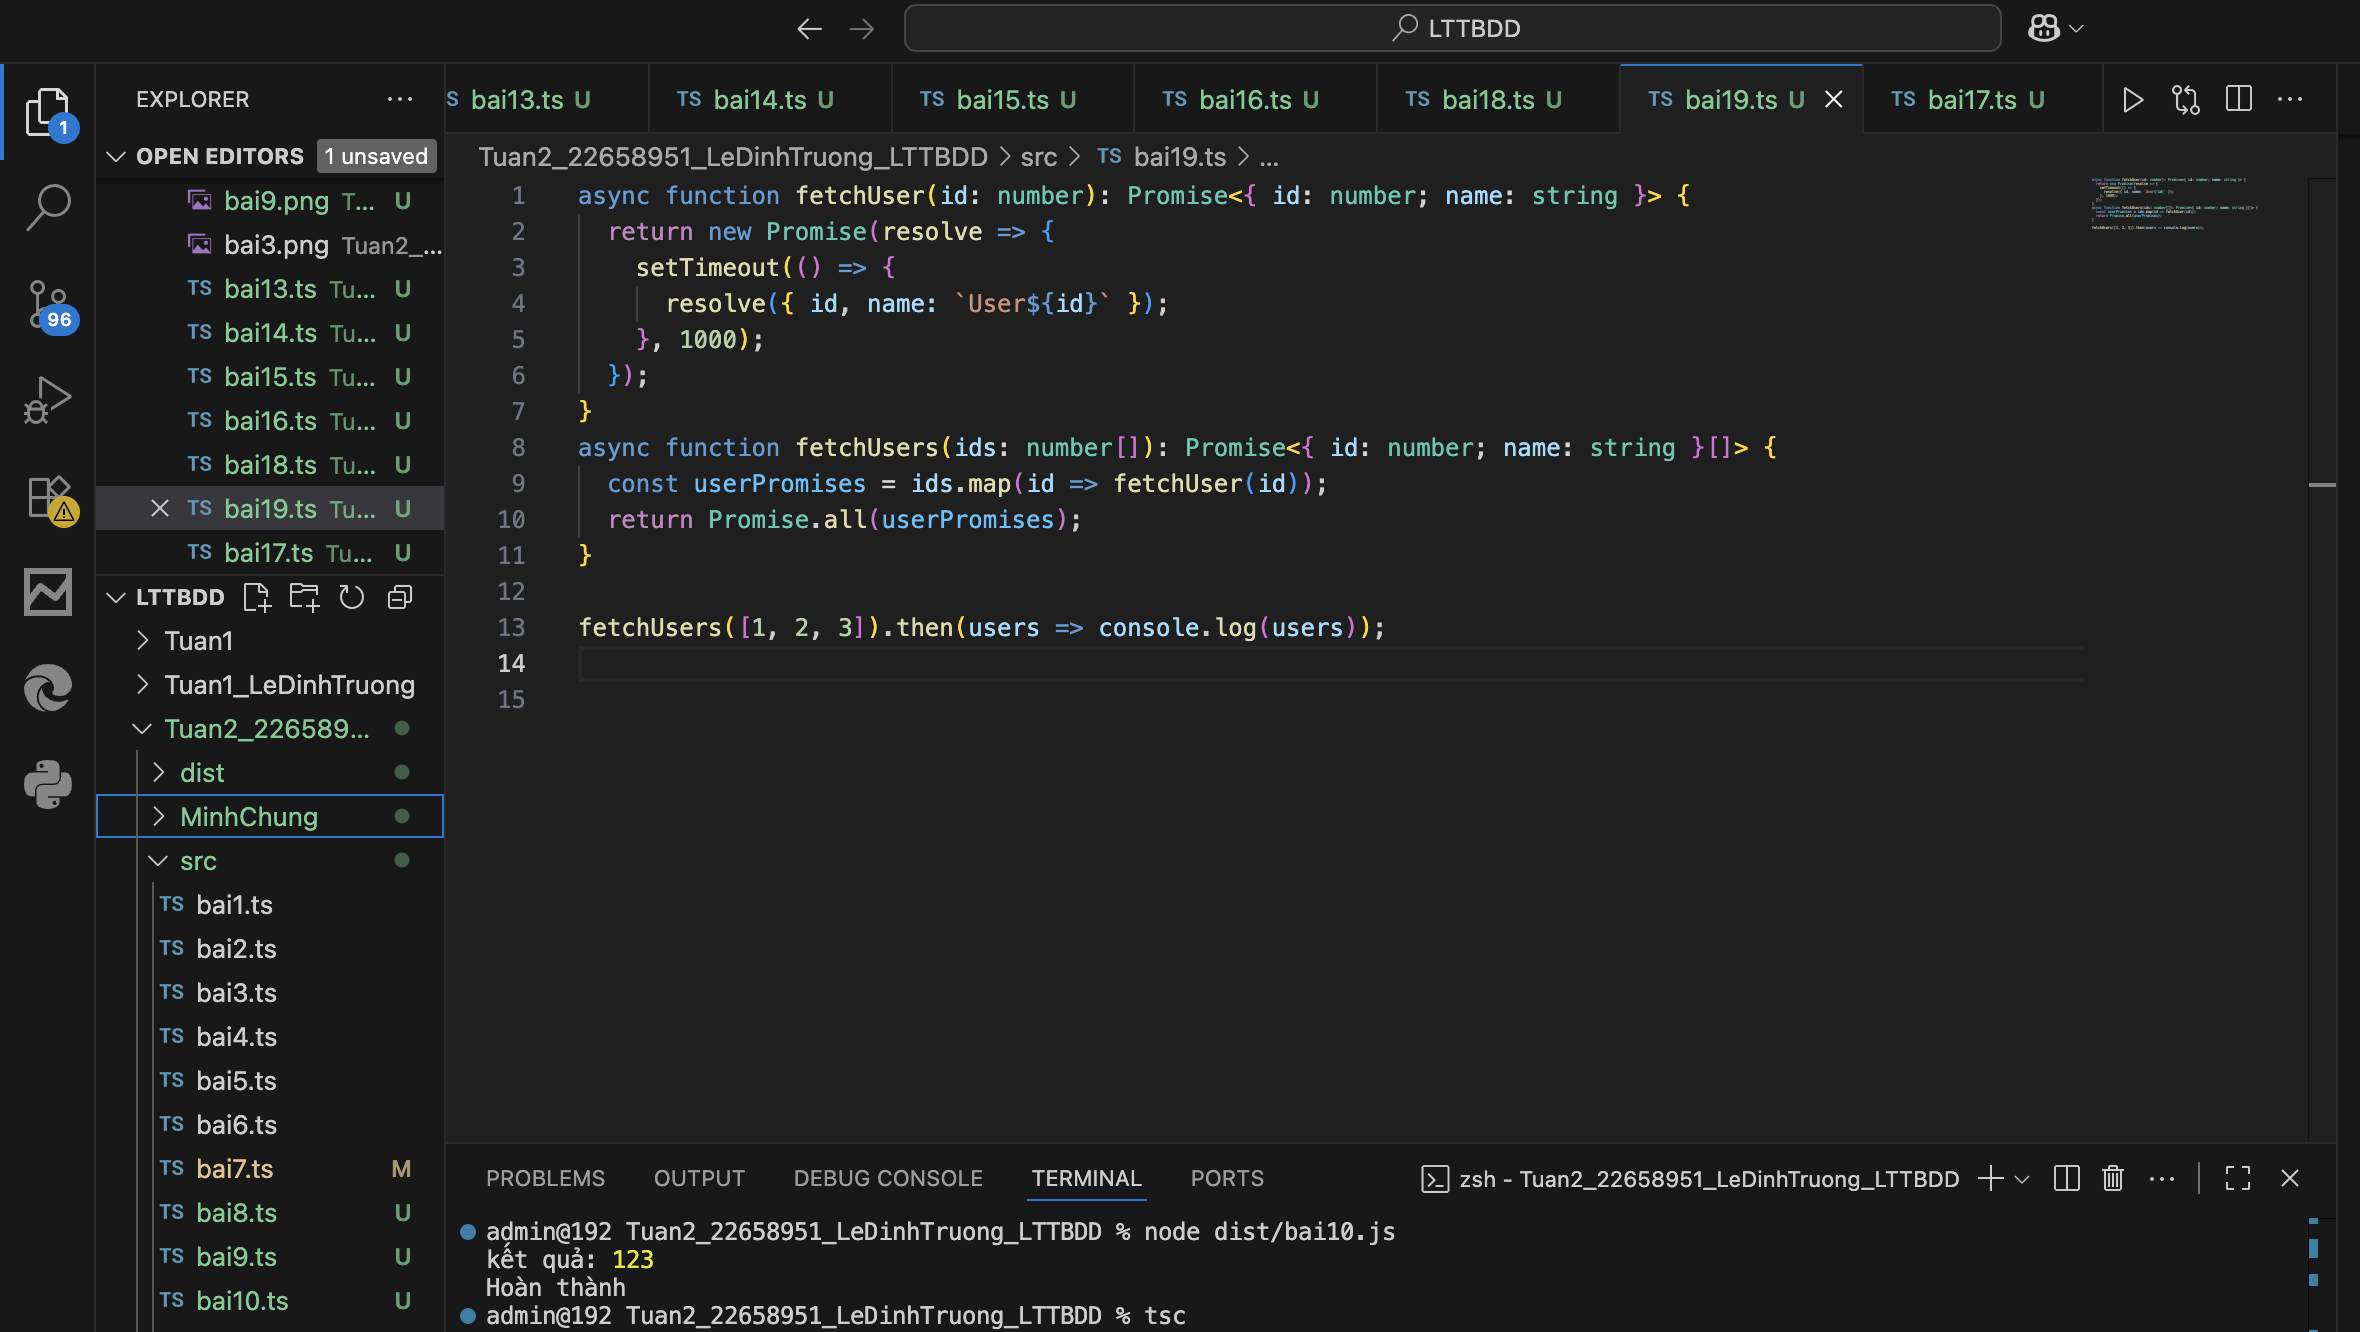 LTTBDD
EXPLORER
OPEN EDITORS 1 unsaved
bai9.png T... U
bai3.png Tuan2_...
TS bai13.ts Tu... U
TS bai14.ts Tu... U
TS bai15.ts Tu... U
TS bai16.ts Tu... U
TS bai18.ts Tu... U
TS bai19.ts Tu... U
TS bai17.ts Tu... U
LTTBDD
Tuan1
Tuan1_LeDinhTruong
Tuan2_226589...
dist
MinhChung
src
TS bai1.ts
TS bai2.ts
TS bai3.ts
TS bai4.ts
TS bai5.ts
TS bai6.ts
TS bai7.ts M
TS bai8.ts U
TS bai9.ts U
TS bai10.ts U
1
96
S bai13.ts U TS bai14.ts U TS bai15.ts U TS bai16.ts U TS bai18.ts U TS bai19.ts U TS bai17.ts U
Tuan2_22658951_LeDinhTruong_LTTBDD > src > TS bai19.ts > ...
1 async function fetchUser(id: number): Promise<{ id: number; name: string }> {
2 return new Promise(resolve => {
3 setTimeout(() => {
4 resolve({ id, name: `User${id}` });
5 }, 1000);
6 });
7 }
8 async function fetchUsers(ids: number[]): Promise<{ id: number; name: string }[]> {
9 const userPromises = ids.map(id => fetchUser(id));
10 return Promise.all(userPromises);
11 }
12
13 fetchUsers([1, 2, 3]).then(users => console.log(users));
14
15
PROBLEMS OUTPUT DEBUG CONSOLE TERMINAL PORTS zsh - Tuan2_22658951_LeDinhTruong_LTTBDD
admin@192 Tuan2_22658951_LeDinhTruong_LTTBDD % node dist/bai10.js
kết quả: 123
Hoàn thành
admin@192 Tuan2_22658951_LeDinhTruong_LTTBDD % tsc